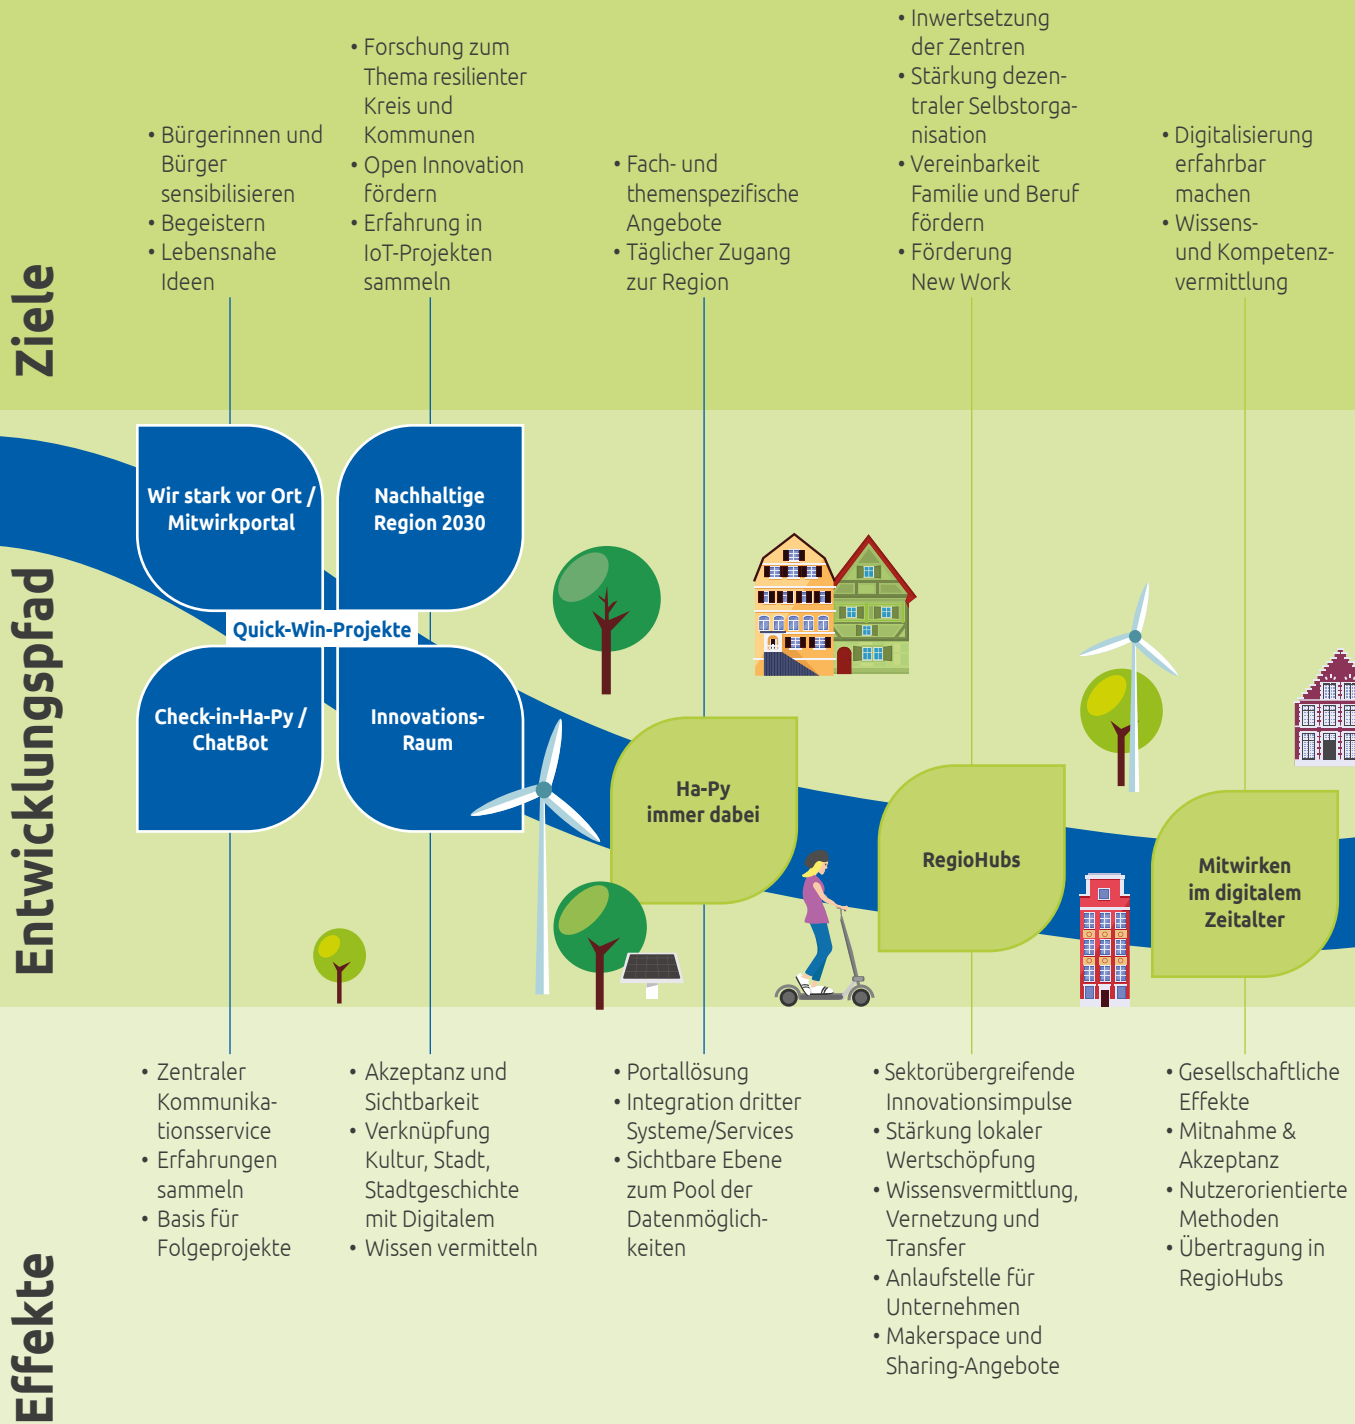 Ziele
• Bürgerinnen und
Bürger
sensibilisieren
• Begeistern
• Lebensnahe
Ideen
• Forschung zum
Thema resilienter
Kreis und
Kommunen
• Open Innovation
fördern
• Erfahrung in
IoT-Projekten
sammeln
• Fach- und
themenspezifische
Angebote
• Täglicher Zugang
zur Region
• Inwertsetzung
der Zentren
• Stärkung dezen-
traler Selbstorga-
nisation
• Vereinbarkeit
Familie und Beruf
fördern
• Förderung
New Work
• Digitalisierung
erfahrbar
machen
• Wissens-
und Kompetenz-
vermittlung
Entwicklungspfad
Wir stark vor Ort /
Mitwirkportal
Nachhaltige
Region 2030
Quick-Win-Projekte
Check-in-Ha-Py /
ChatBot
Innovations-
Raum
Ha-Py
immer dabei
RegioHubs
Mitwirken
im digitalem
Zeitalter
Effekte
• Zentraler
Kommunika-
tionsservice
• Erfahrungen
sammeln
• Basis für
Folgeprojekte
• Akzeptanz und
Sichtbarkeit
• Verknüpfung
Kultur, Stadt,
Stadtgeschichte
mit Digitalem
• Wissen vermitteln
• Portallösung
• Integration dritter
Systeme/Services
• Sichtbare Ebene
zum Pool der
Datenmöglich-
keiten
• Sektorübergreifende
Innovationsimpulse
• Stärkung lokaler
Wertschöpfung
• Wissensvermittlung,
Vernetzung und
Transfer
• Anlaufstelle für
Unternehmen
• Makerspace und
Sharing-Angebote
• Gesellschaftliche
Effekte
• Mitnahme &
Akzeptanz
• Nutzerorientierte
Methoden
• Übertragung in
RegioHubs